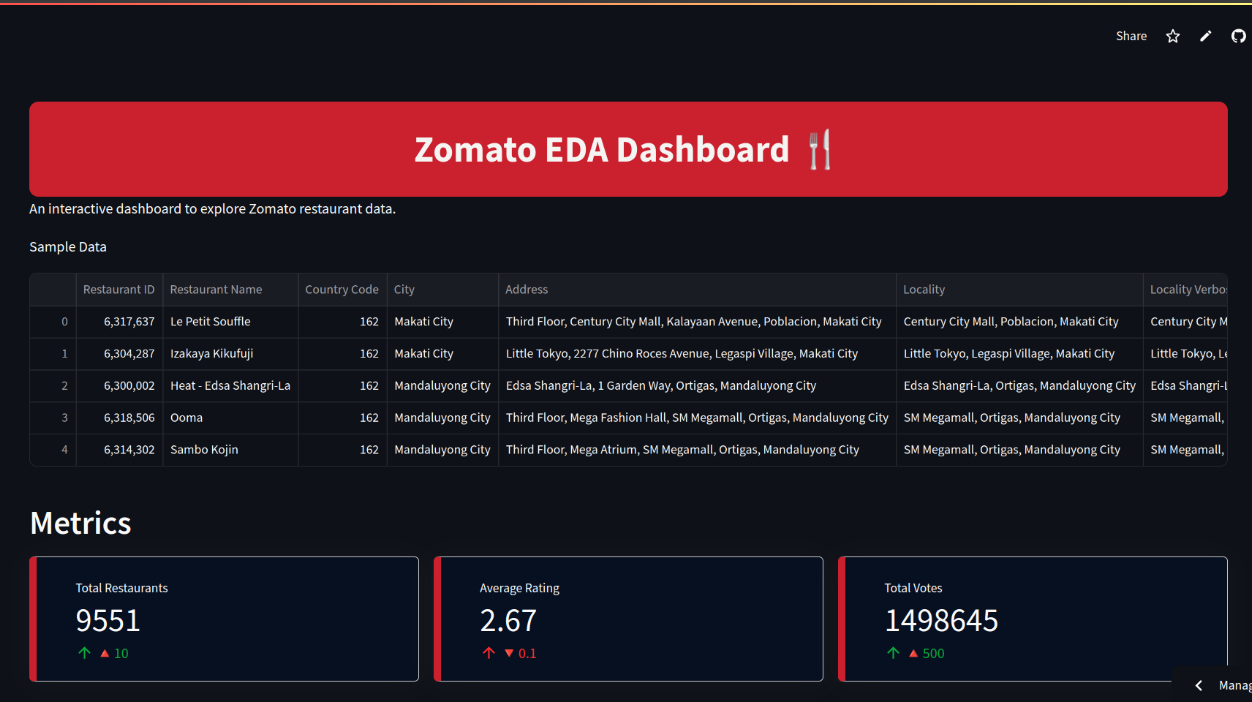 Share
Zomato EDA Dashboard 🍴
An interactive dashboard to explore Zomato restaurant data.
Sample Data
Restaurant ID Restaurant Name Country Code City Address Locality Locality Verbo
0 6,317,637 Le Petit Souffle 162 Makati City Third Floor, Century City Mall, Kalayaan Avenue, Poblacion, Makati City Century City Mall, Poblacion, Makati City Century City M
1 6,304,287 Izakaya Kikufuji 162 Makati City Little Tokyo, 2277 Chino Roces Avenue, Legaspi Village, Makati City Little Tokyo, Legaspi Village, Makati City Little Tokyo, Le
2 6,300,002 Heat - Edsa Shangri-La 162 Mandaluyong City Edsa Shangri-La, 1 Garden Way, Ortigas, Mandaluyong City Edsa Shangri-La, Ortigas, Mandaluyong City Edsa Shangri-L
3 6,318,506 Ooma 162 Mandaluyong City Third Floor, Mega Fashion Hall, SM Megamall, Ortigas, Mandaluyong City SM Megamall, Ortigas, Mandaluyong City SM Megamall,
4 6,314,302 Sambo Kojin 162 Mandaluyong City Third Floor, Mega Atrium, SM Megamall, Ortigas, Mandaluyong City SM Megamall, Ortigas, Mandaluyong City SM Megamall,
Metrics
Total Restaurants Average Rating Total Votes
9551 2.67 1498645
↑ 🔺 10 ↑ 🔻 0.1 ↑ 🔺 500
Manag